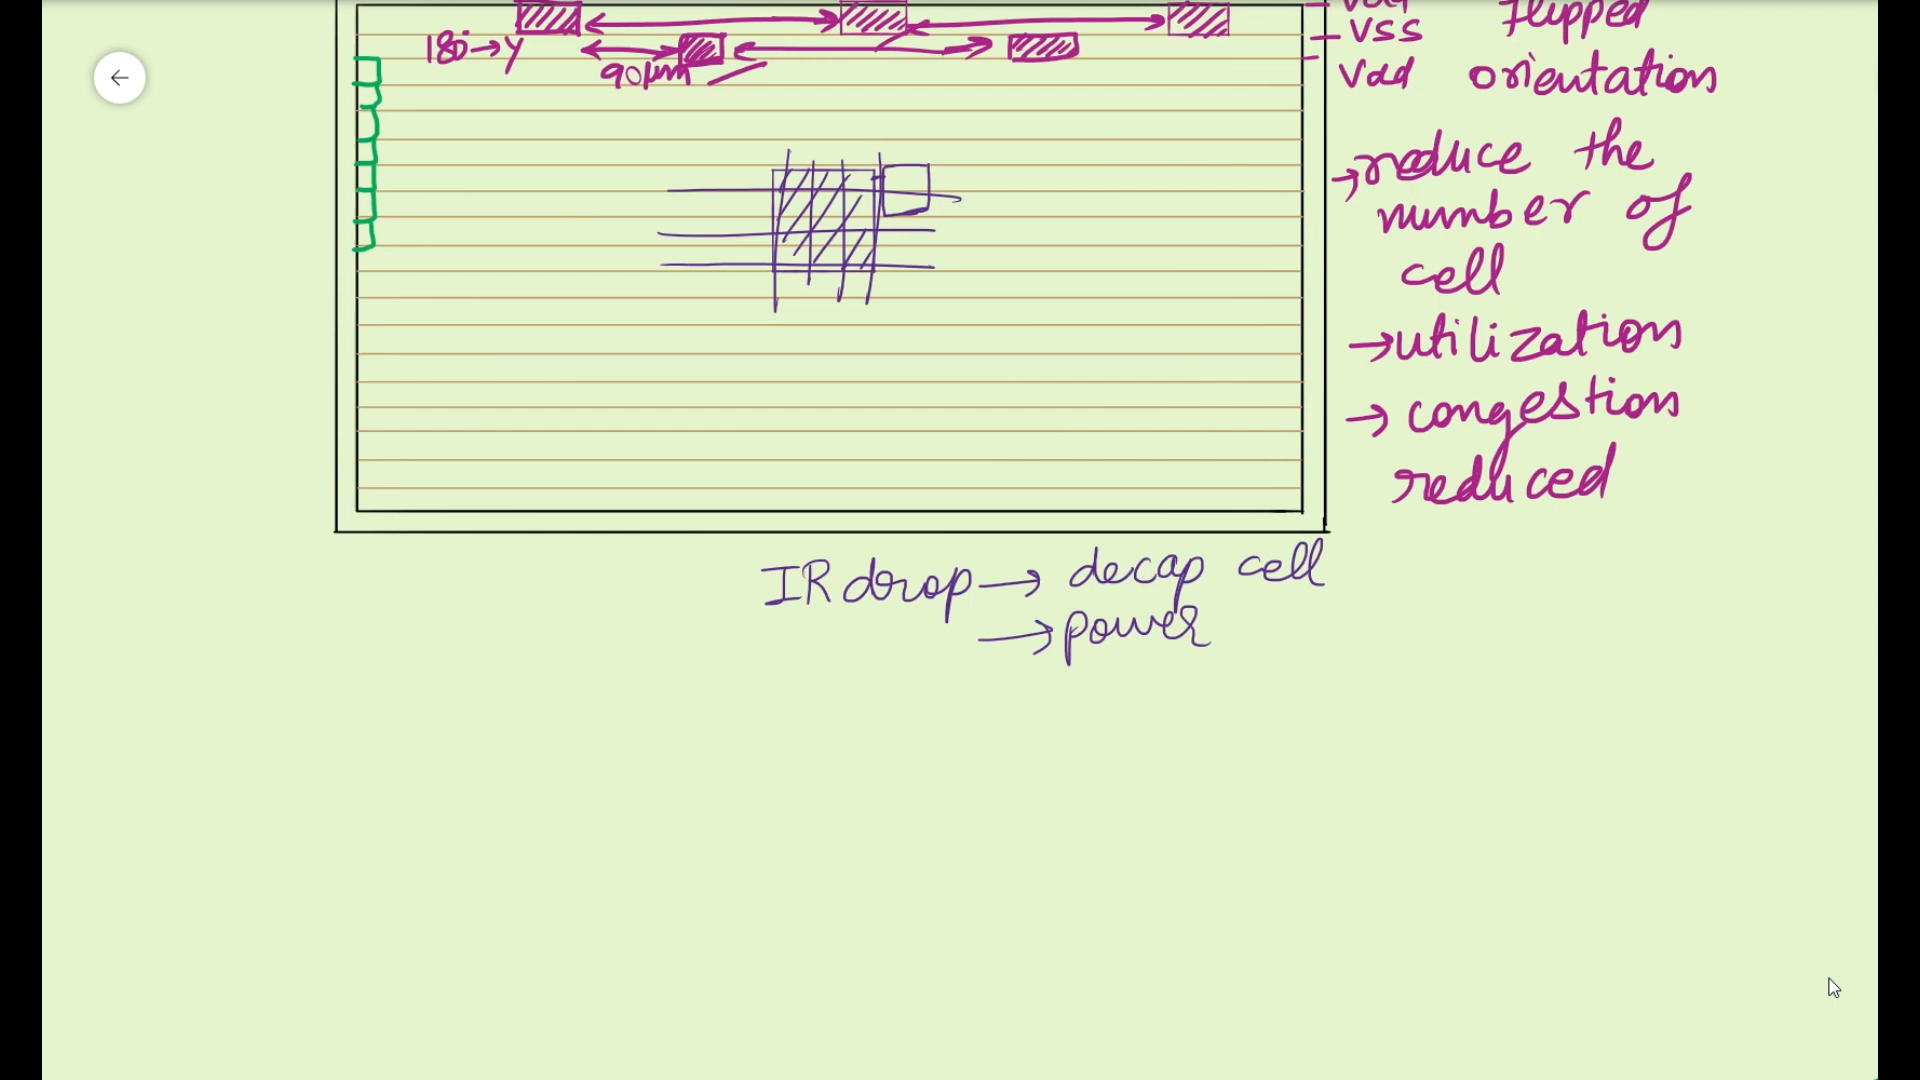 Vdd flipped
VSS
180°→Y
90μm
Vdd orientation
→reduce the
number of
cell
→utilization
→ congestion
reduced
IR drop → decap cell
→ power